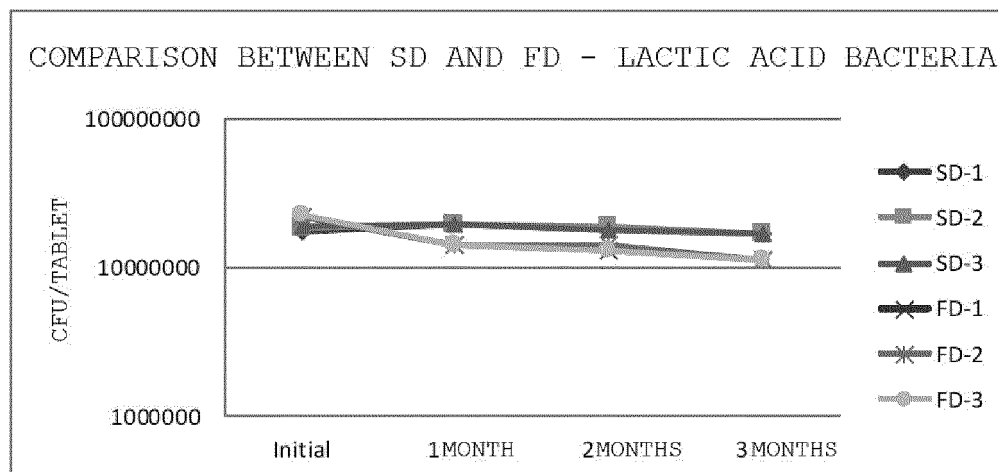 COMPARISON BETWEEN SD AND FD - LACTIC ACID BACTERIA
100000000
10000000
1000000
CFU/TABLET
Initial 1MONTH 2MONTHS 3MONTHS
SD-1
SD-2
SD-3
FD-1
FD-2
FD-3